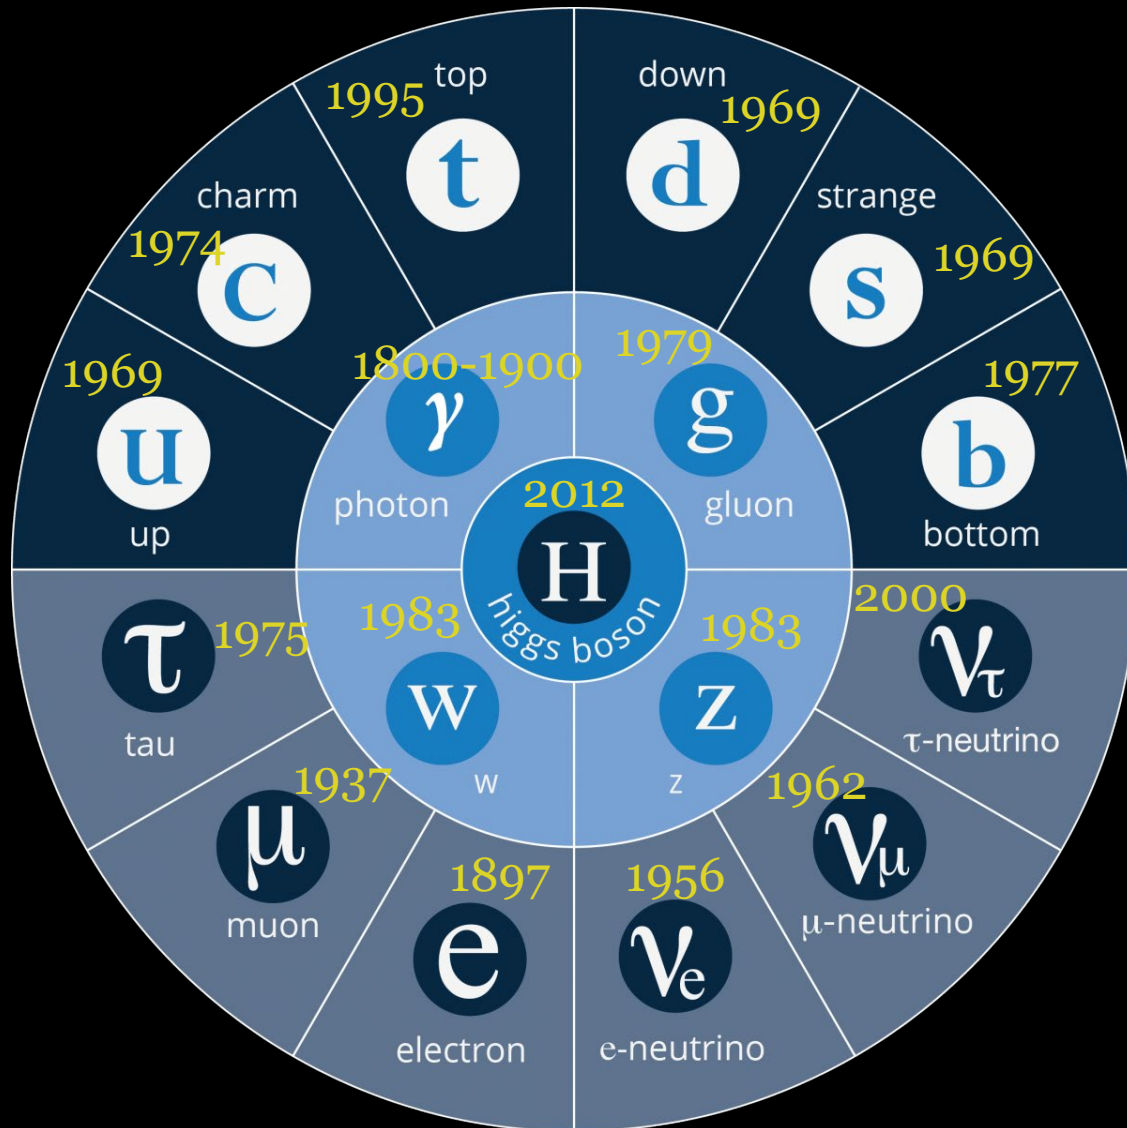 top
1995
t
down
1969
d
charm
1974
c
strange
1969
s
1969
u
up
1977
b
bottom
1800-1900
γ
photon
1979
g
gluon
2012
H
higgs boson
τ
1975
tau
1983
w
w
1983
z
z
2000
ντ
τ-neutrino
1937
μ
muon
1962
νμ
μ-neutrino
1897
e
electron
1956
νe
e-neutrino